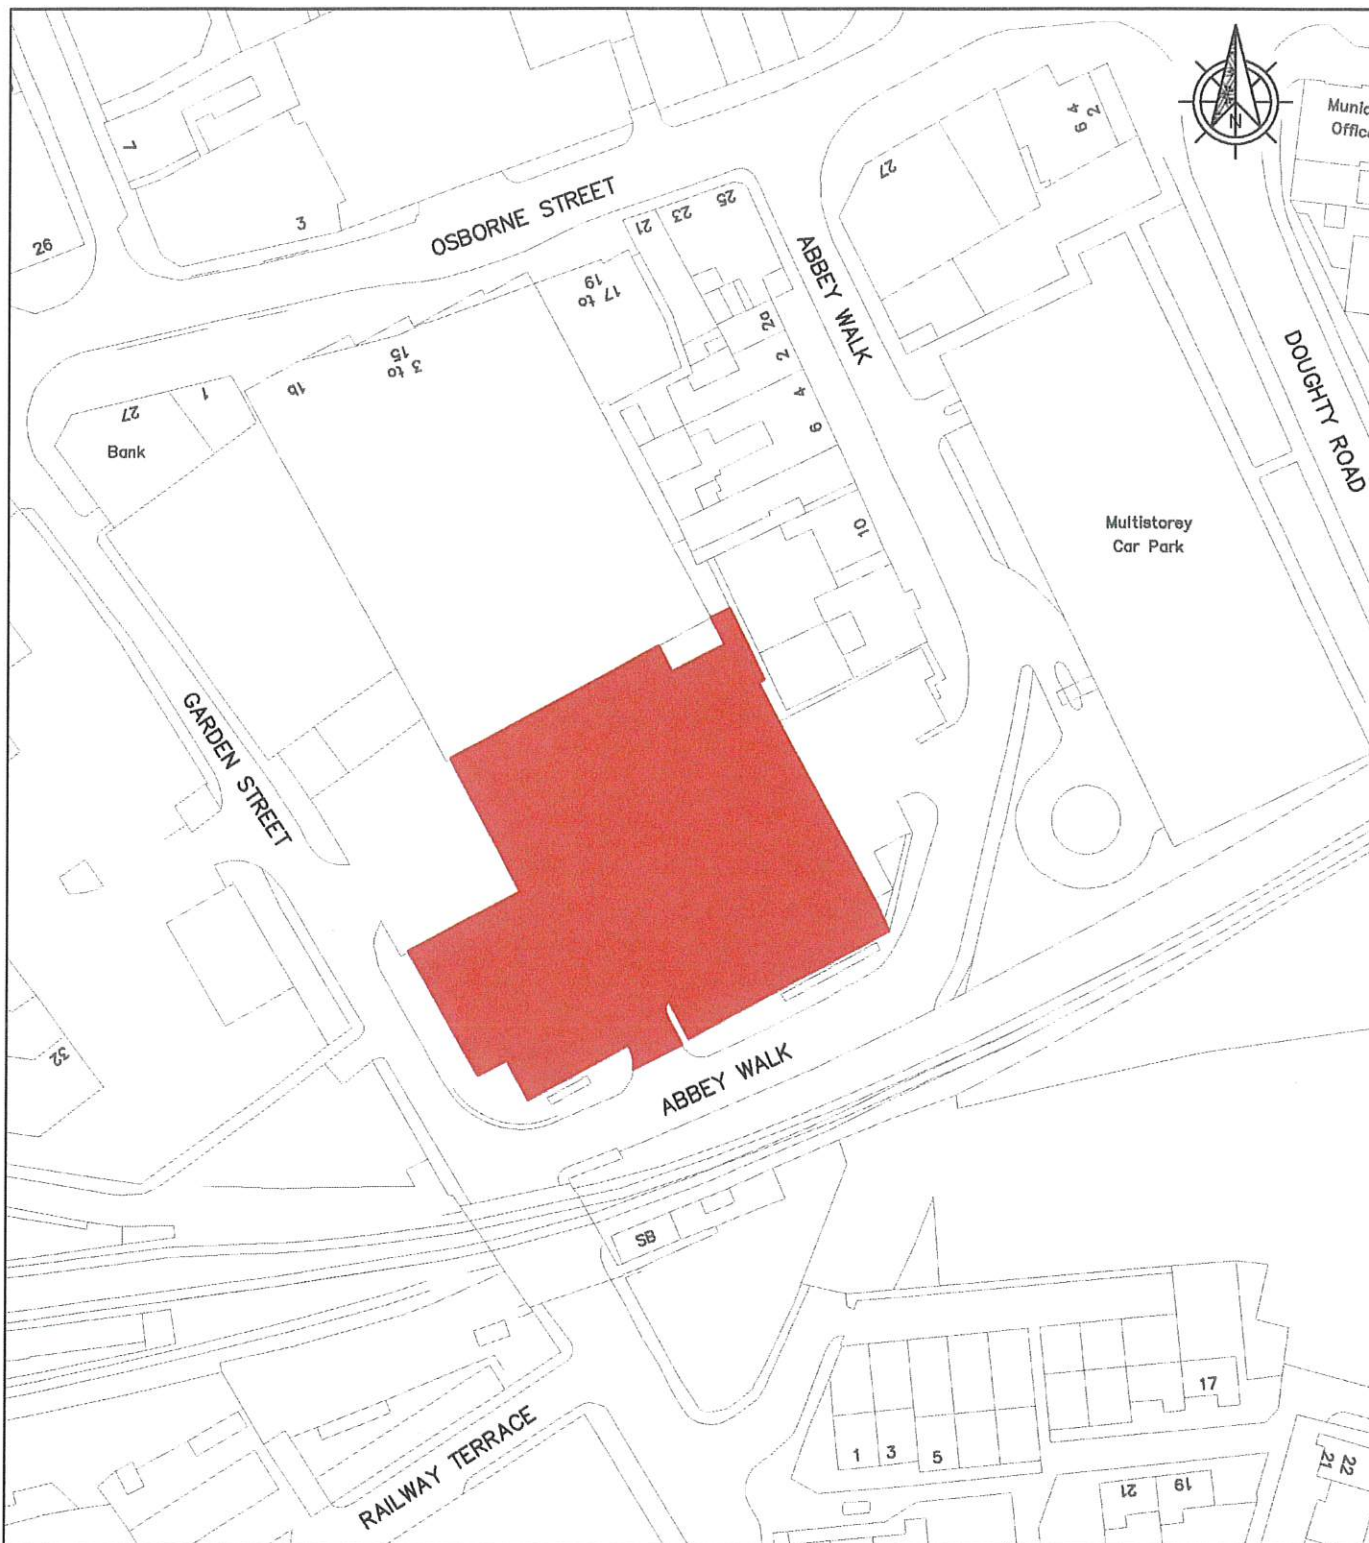 N
Munic
Offic
7
3
26
OSBORNE STREET
21
23
25
27
6 4 2
17 to
19
ABBEY WALK
2a
2
4
6
10
DOUGHTY ROAD
3 to
15
1b
1
27
Bank
Multistorey
Car Park
GARDEN STREET
32
ABBEY WALK
SB
RAILWAY TERRACE
1
3
5
17
21
19
21
22